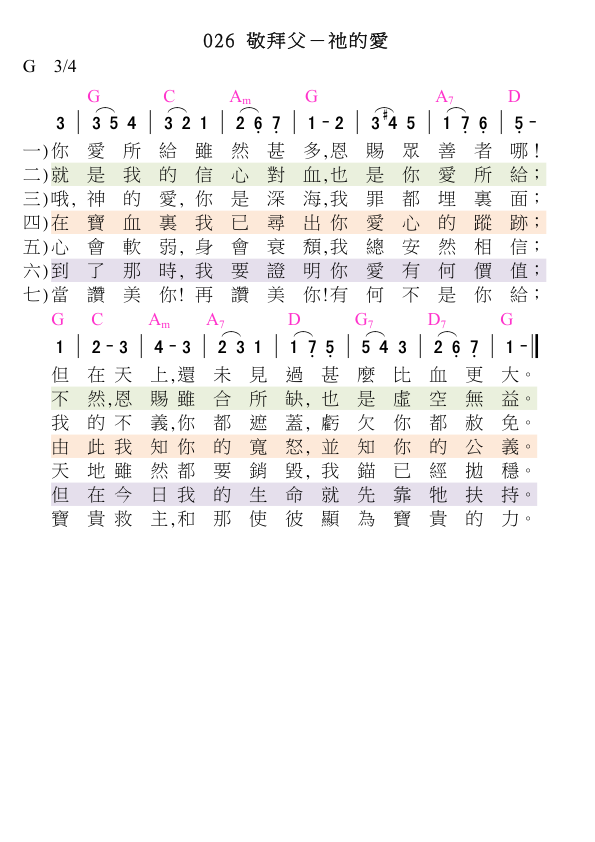 026 敬拜父－祂的愛
G 3/4
G C Am G A7 D
3 | 3 5 4 | 3 2 1 | 2 6 7 | 1 - 2 | 3 #4 5 | 1 7 6 | 5 -
一)你 愛 所 給 雖 然 甚 多,恩 賜 眾 善 者 哪!
二)就 是 我 的 信 心 對 血,也 是 你 愛 所 給;
三)哦, 神 的 愛, 你 是 深 海,我 罪 都 埋 裏 面;
四)在 寶 血 裏 我 已 尋 出 你 愛 心 的 蹤 跡;
五)心 會 軟 弱, 身 會 衰 頹,我 總 安 然 相 信;
六)到 了 那 時, 我 要 證 明 你 愛 有 何 價 值;
七)當 讚 美 你! 再 讚 美 你!有 何 不 是 你 給;
G C Am A7 D G7 D7 G
1 | 2 - 3 | 4 - 3 | 2 3 1 | 1 7 5 | 5 4 3 | 2 6 7 | 1 - ‖
但 在 天 上,還 未 見 過 甚 麼 比 血 更 大。
不 然,恩 賜 雖 合 所 缺, 也 是 虛 空 無 益。
我 的 不 義,你 都 遮 蓋, 虧 欠 你 都 赦 免。
由 此 我 知 你 的 寬 怒, 並 知 你 的 公 義。
天 地 雖 然 都 要 銷 毀, 我 錨 已 經 拋 穩。
但 在 今 日 我 的 生 命 就 先 靠 牠 扶 持。
寶 貴 救 主,和 那 使 彼 顯 為 寶 貴 的 力。